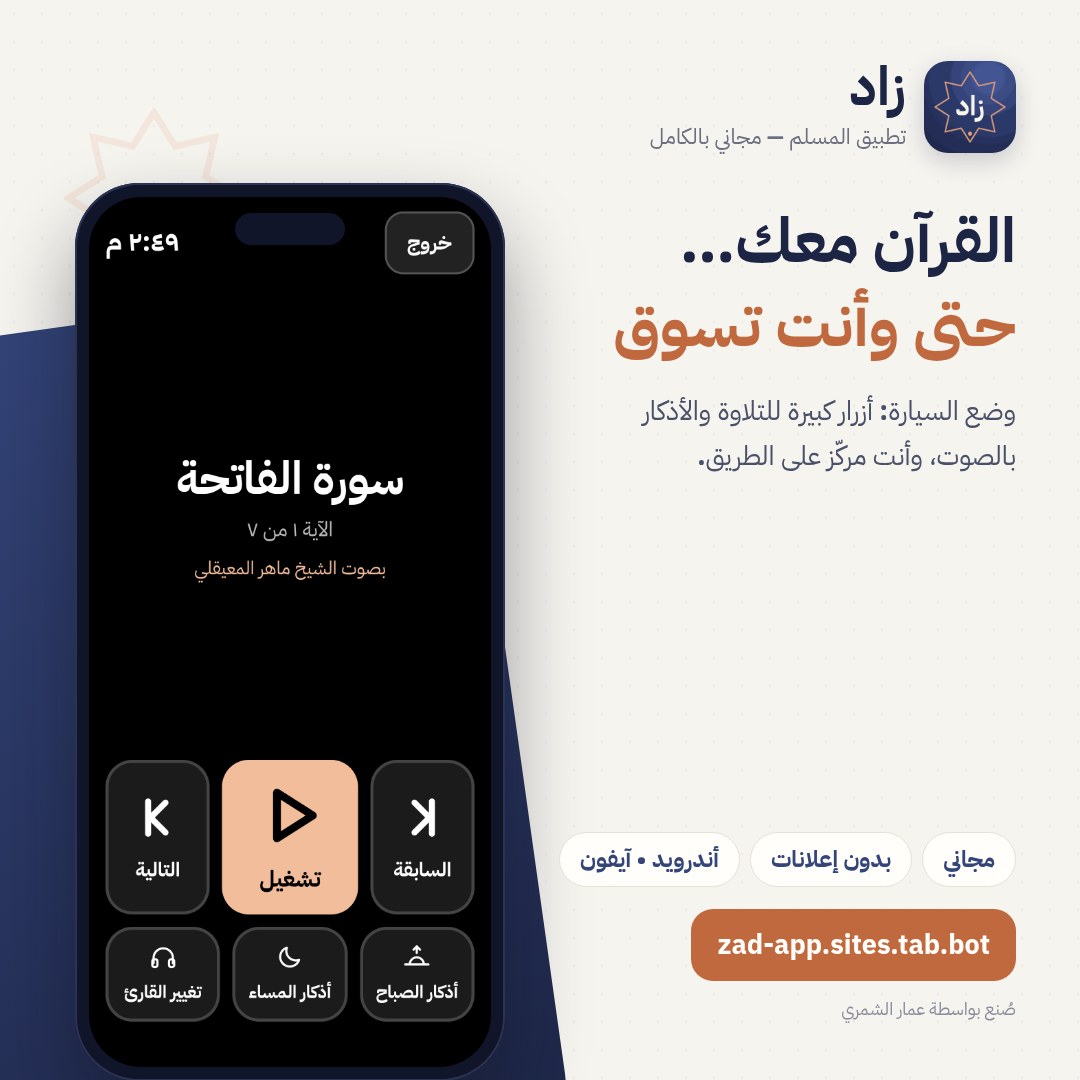 زاد
زاد
تطبيق المسلم — مجاني بالكامل
القرآن معك...
حتى وأنت تسوق
وضع السيارة: أزرار كبيرة للتلاوة والأذكار
بالصوت، وأنت مركّز على الطريق.
خروج
٢:٤٩ م
سورة الفاتحة
الآية ١ من ٧
بصوت الشيخ ماهر المعيقلي
السابقة
تشغيل
التالية
أذكار الصباح
أذكار المساء
تغيير القارئ
مجاني
بدون إعلانات
أندرويد • آيفون
zad-app.sites.tab.bot
صُنع بواسطة عمار الشمري